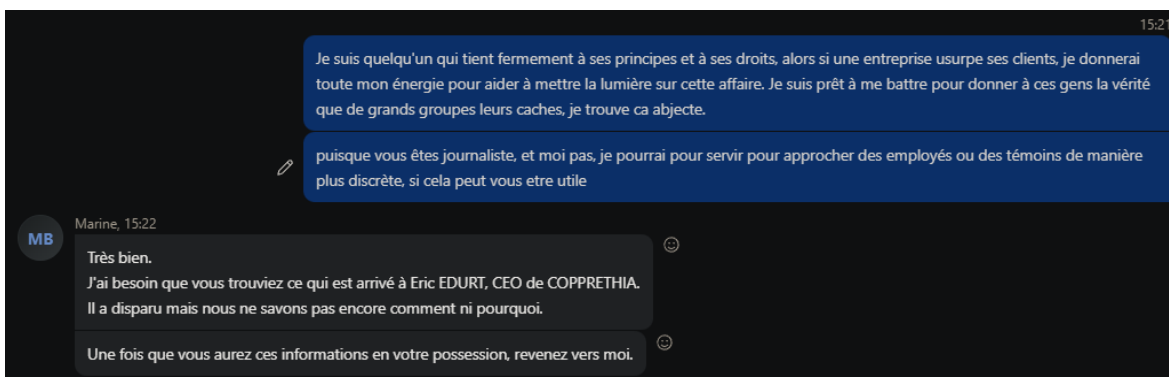 15:21
Je suis quelqu'un qui tient fermement à ses principes et à ses droits, alors si une entreprise usurpe ses clients, je donnerai
toute mon énergie pour aider à mettre la lumière sur cette affaire. Je suis prêt à me battre pour donner à ces gens la vérité
que de grands groupes leurs caches, je trouve ca abjecte.
puisque vous êtes journaliste, et moi pas, je pourrai pour servir pour approcher des employés ou des témoins de manière
plus discrète, si cela peut vous etre utile
Marine, 15:22
MB
Très bien.
J'ai besoin que vous trouviez ce qui est arrivé à Eric EDURT, CEO de COPPRETHIA.
Il a disparu mais nous ne savons pas encore comment ni pourquoi.
Une fois que vous aurez ces informations en votre possession, revenez vers moi.